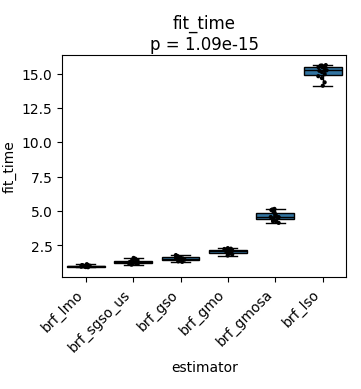 fit_time
p = 1.09e-15
fit_time
15.0
12.5
10.0
7.5
5.0
2.5
brf_lmo
brf_sgso_us
brf_gso
brf_gmo
brf_gmosa
brf_lso
estimator